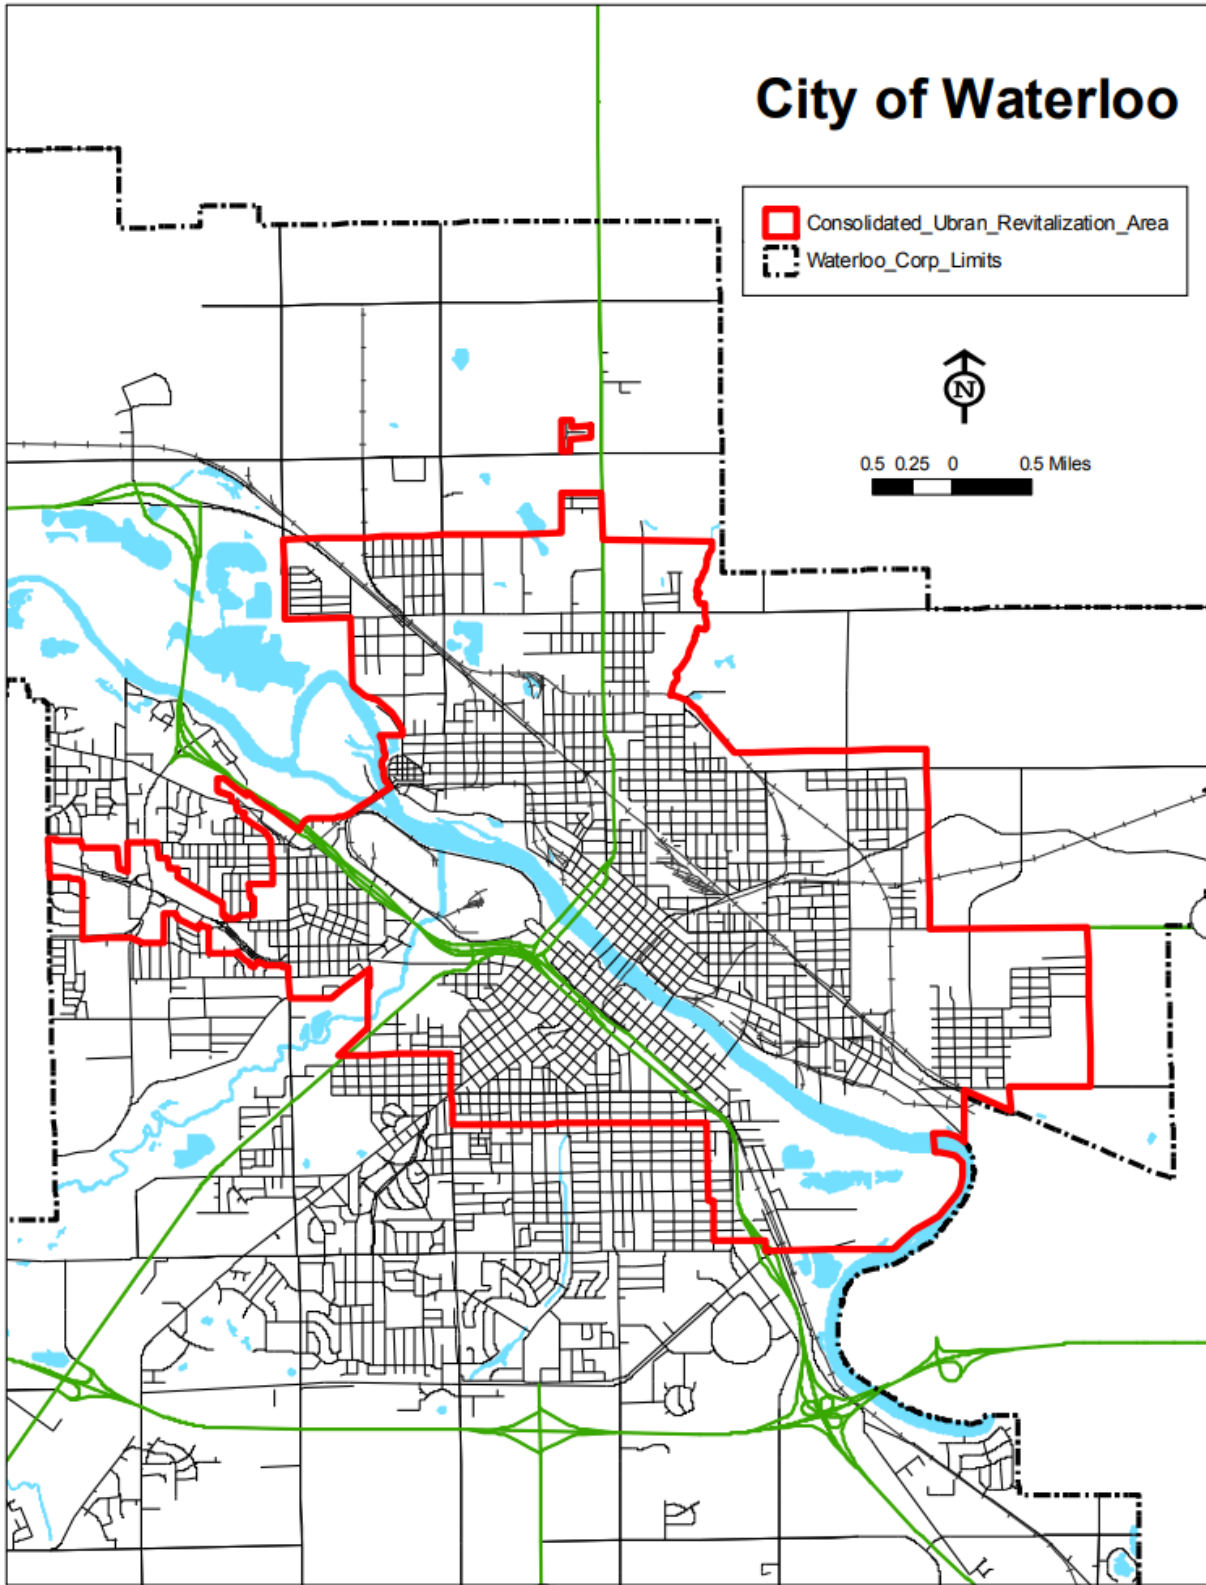 City of Waterloo
Consolidated_Ubran_Revitalization_Area
Waterloo_Corp_Limits
N
0.5 0.25 0 0.5 Miles